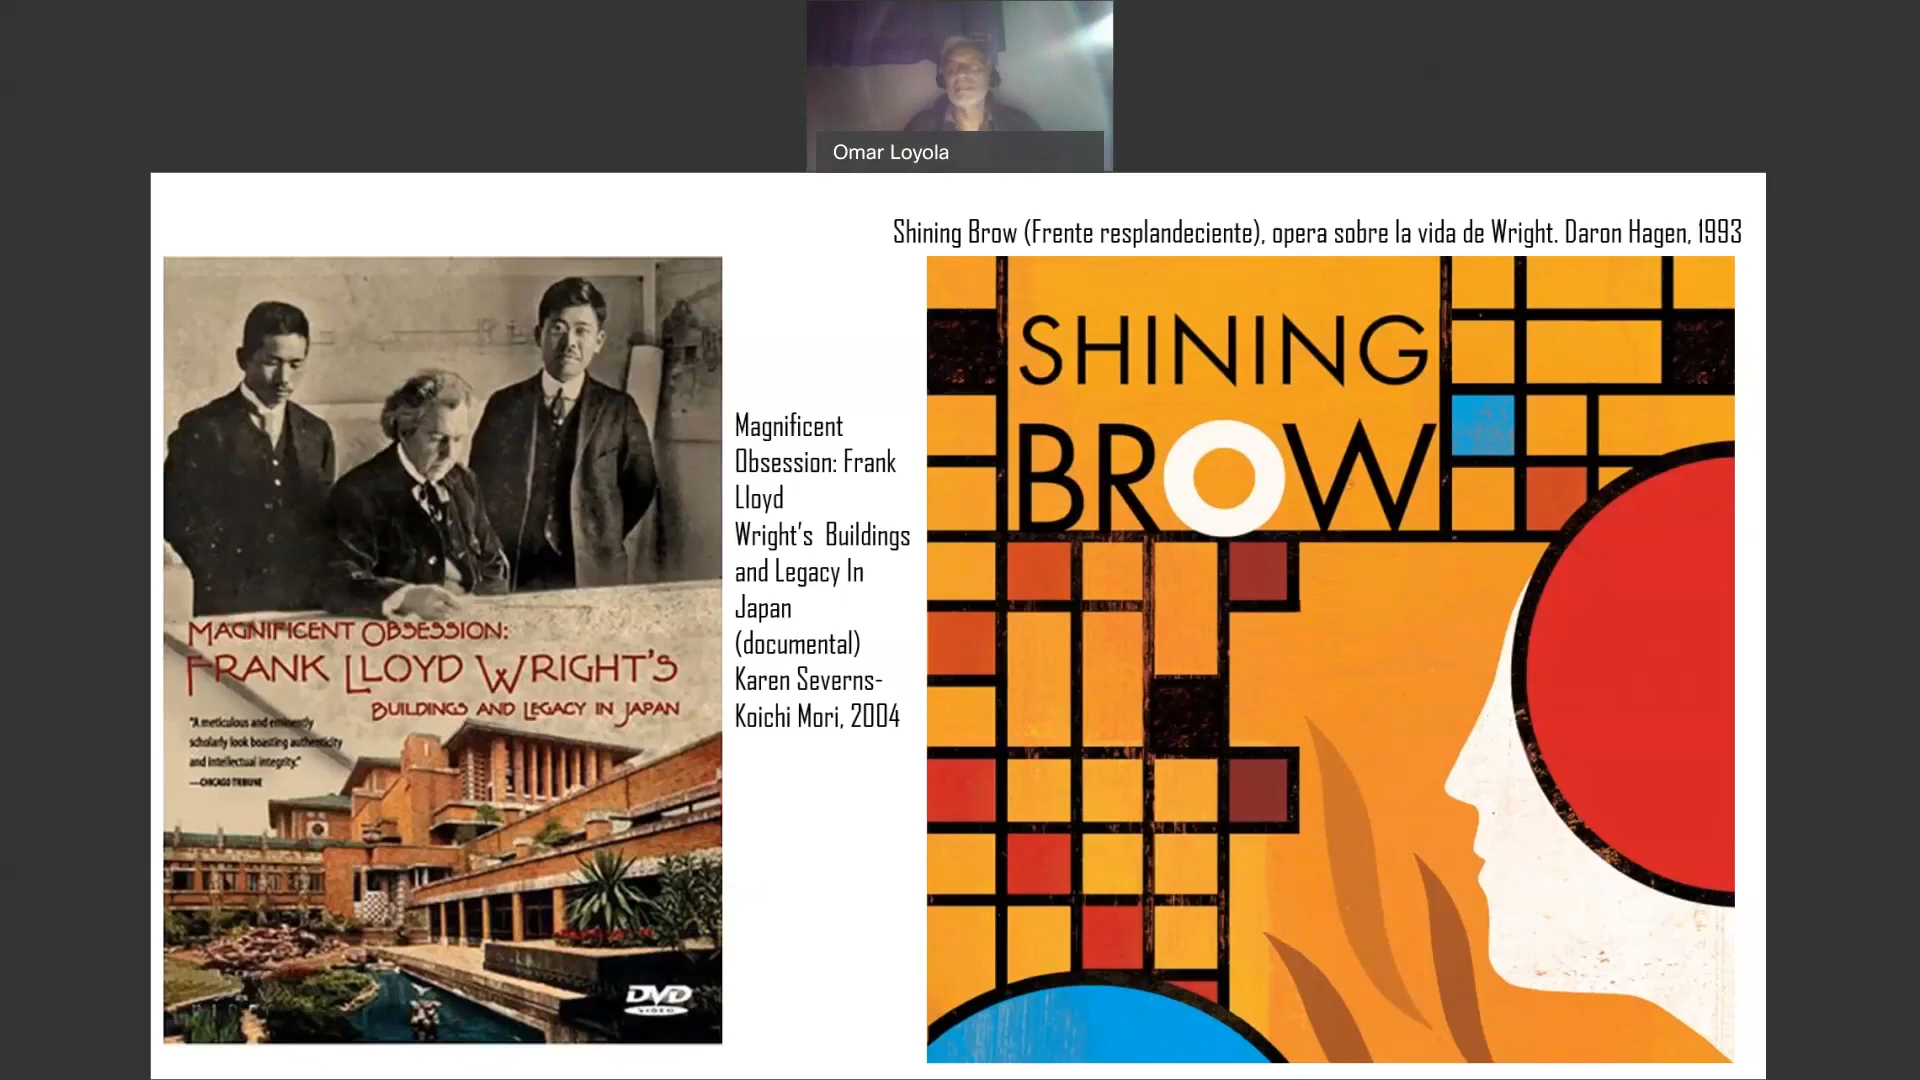 Omar Loyola
Shining Brow (Frente resplandeciente), opera sobre la vida de Wright. Daron Hagen, 1993
MAGNIFICENT OBSESSION:
FRANK LLOYD WRIGHT'S
BUILDINGS AND LEGACY IN JAPAN
"A meticulous and eminently
scholarly look boasting authenticity
and intellectual integrity."
—CHICAGO TRIBUNE
DVD
VIDEO
Magnificent
Obsession: Frank
Lloyd
Wright's Buildings
and Legacy In
Japan
(documental)
Karen Severns-
Koichi Mori, 2004
SHINING
BROW